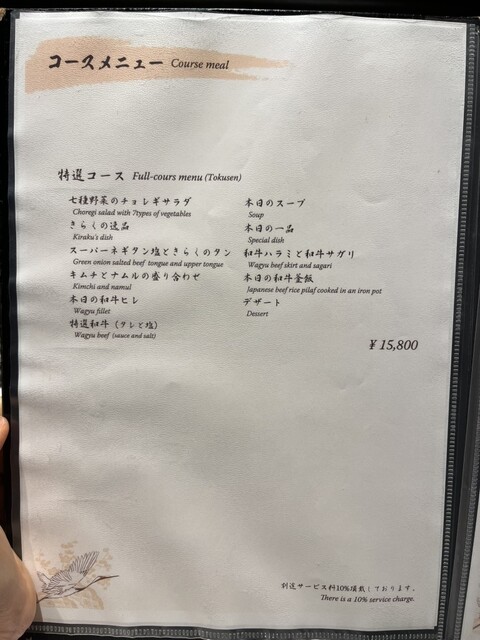 コースメニュー Course meal
特選コース Full-cours menu (Tokusen)
七種野菜のチョレギサラダ
Choregi salad with 7types of vegetables
きらくの逸品
Kiraku's dish
スーパーネギタン塩ときらくのタン
Green onion salted beef tongue and upper tongue
キムチとナムルの盛り合わせ
Kimchi and namul
本日の和牛ヒレ
Wagyu fillet
特選和牛（タレと塩）
Wagyu beef (sauce and salt)
本日のスープ
Soup
本日の一品
Special dish
和牛ハラミと和牛サガリ
Wagyu beef skirt and sagari
本日の和牛釜飯
Japanese beef rice pilaf cooked in an iron pot
デザート
Dessert
¥ 15,800
別途サービス料10%頂戴しております。
There is a 10% service charge.